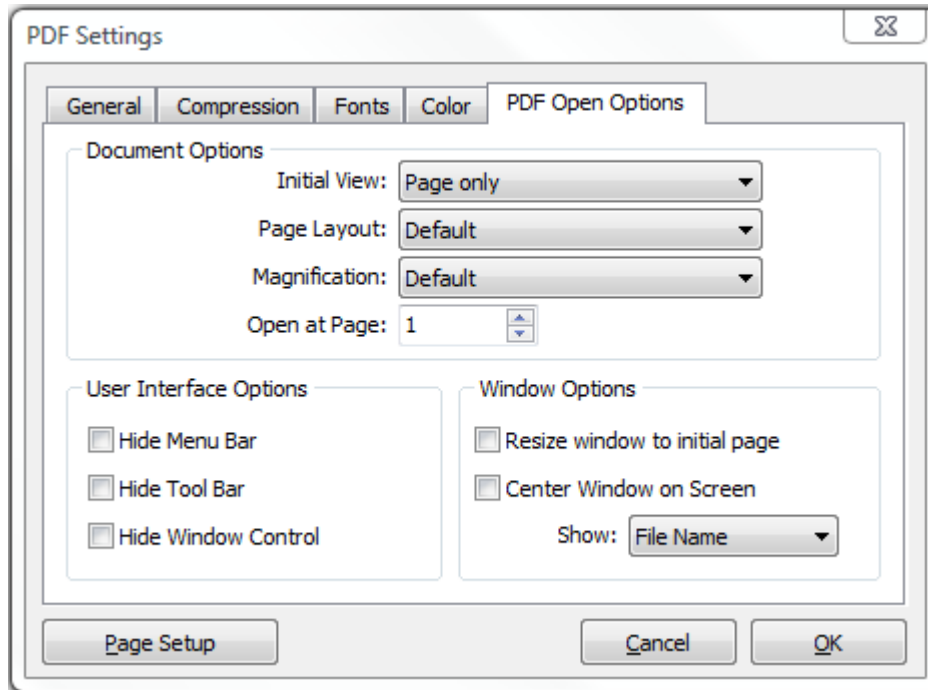 PDF Settings
General Compression Fonts Color PDF Open Options
Document Options
Initial View: Page only
Page Layout: Default
Magnification: Default
Open at Page: 1
User Interface Options
Hide Menu Bar
Hide Tool Bar
Hide Window Control
Window Options
Resize window to initial page
Center Window on Screen
Show: File Name
Page Setup Cancel OK